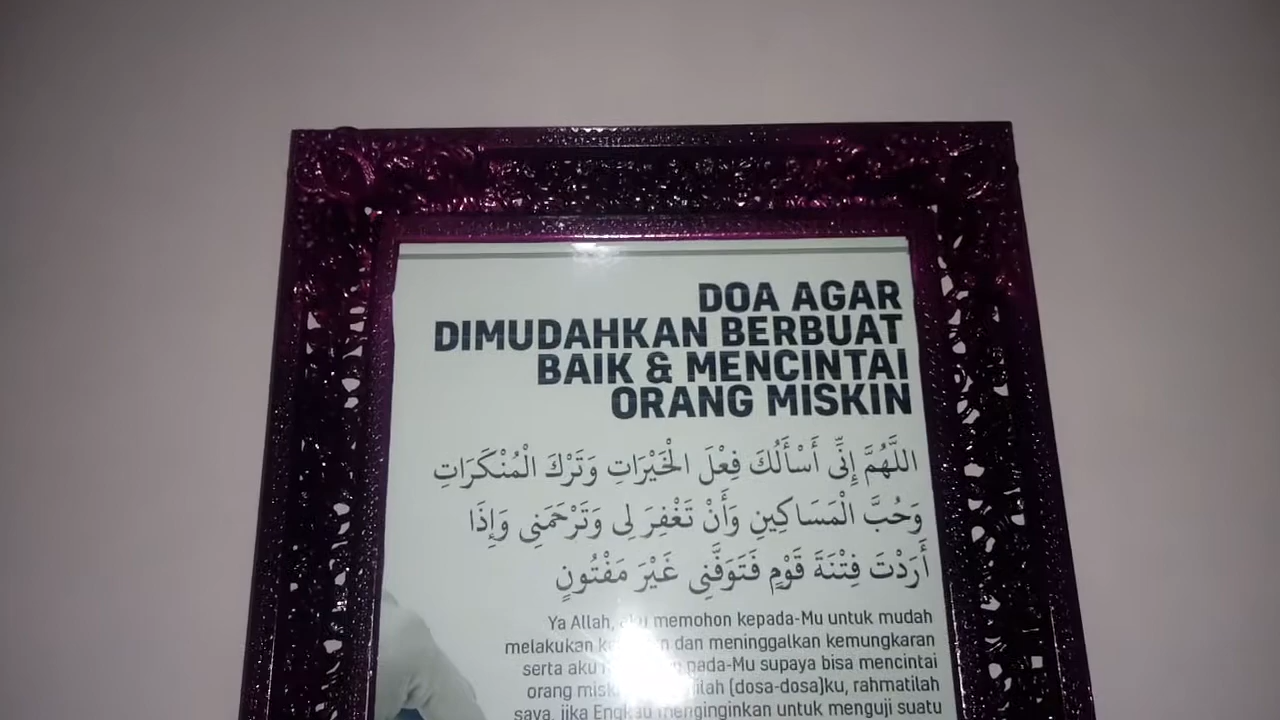 DOA AGAR
DIMUDAHKAN BERBUAT
BAIK & MENCINTAI
ORANG MISKIN
اللَّهُمَّ إِنِّي أَسْأَلُكَ فِعْلَ الْخَيْرَاتِ وَتَرْكَ الْمُنْكَرَاتِ
وَحُبَّ الْمَسَاكِينِ وَأَنْ تَغْفِرَ لِي وَتَرْحَمَنِي وَإِذَا
أَرَدْتَ فِتْنَةَ قَوْمٍ فَتَوَفَّنِي غَيْرَ مَفْتُونٍ
Ya Allah, aku memohon kepada-Mu untuk mudah
melakukan dan meninggalkan kemungkaran
serta aku pada-Mu supaya bisa mencintai
orang (dosa-dosa)ku, rahmatilah
saya, jika Engkau menginginkan untuk menguji suatu